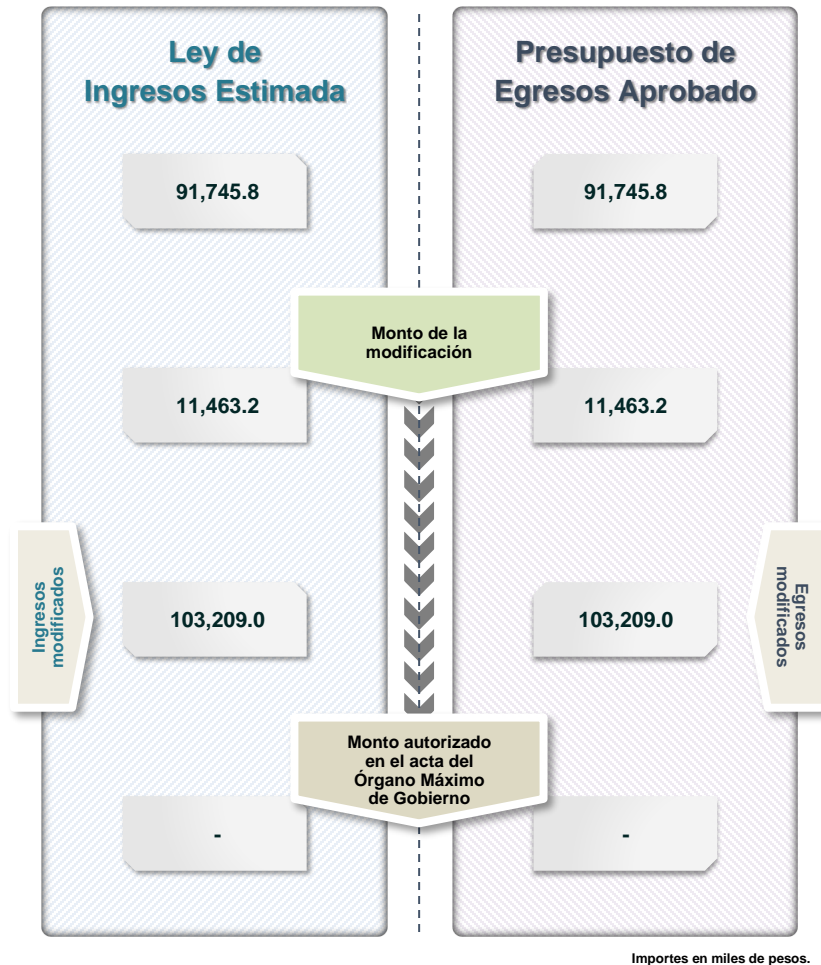 Ley de
Ingresos Estimada
Presupuesto de
Egresos Aprobado
91,745.8
91,745.8
Monto de la
modificación
11,463.2
11,463.2
Ingresos
modificados
103,209.0
103,209.0
Egresos
modificados
Monto autorizado
en el acta del
Órgano Máximo
de Gobierno
-
-
Importes en miles de pesos.